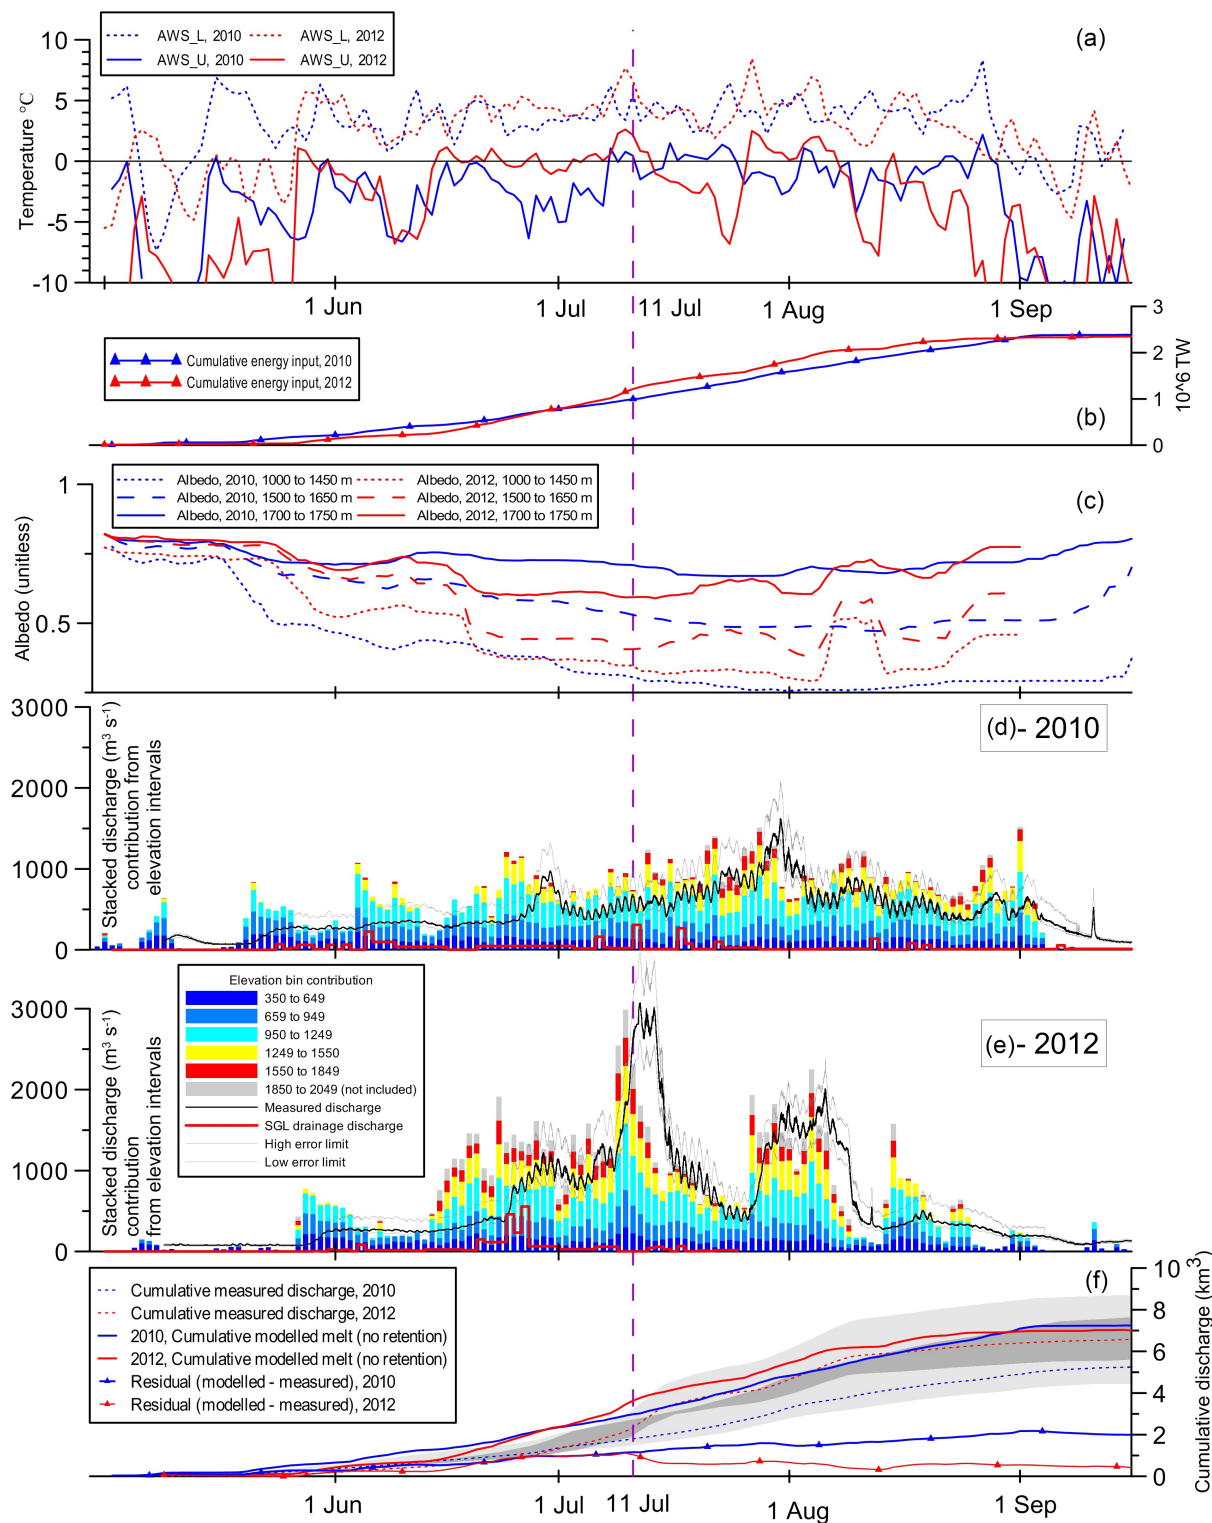 AWS_L, 2010 AWS_L, 2012
AWS_U, 2010 AWS_U, 2012
(a)
Temperature °C
10
5
0
-5
-10
1 Jun 1 Jul 11 Jul 1 Aug 1 Sep
Cumulative energy input, 2010
Cumulative energy input, 2012
(b)
3
2
1
0
10^6 TW
Albedo, 2010, 1000 to 1450 m Albedo, 2012, 1000 to 1450 m
Albedo, 2010, 1500 to 1650 m Albedo, 2012, 1500 to 1650 m
Albedo, 2010, 1700 to 1750 m Albedo, 2012, 1700 to 1750 m
(c)
Albedo (unitless)
1
0.5
(d)- 2010
Stacked discharge (m³ s⁻¹)
contribution from
elevation intervals
3000
2000
1000
0
Elevation bin contribution
350 to 649
659 to 949
950 to 1249
1249 to 1550
1550 to 1849
1850 to 2049 (not included)
Measured discharge
SGL drainage discharge
High error limit
Low error limit
(e)- 2012
Stacked discharge (m³ s⁻¹)
contribution
from elevation intervals
3000
2000
1000
0
Cumulative measured discharge, 2010
Cumulative measured discharge, 2012
2010, Cumulative modelled melt (no retention)
2012, Cumulative modelled melt (no retention)
Residual (modelled - measured), 2010
Residual (modelled - measured), 2012
(f)
10
8
6
4
2
0
Cumulative discharge (km³)
1 Jun 1 Jul 11 Jul 1 Aug 1 Sep